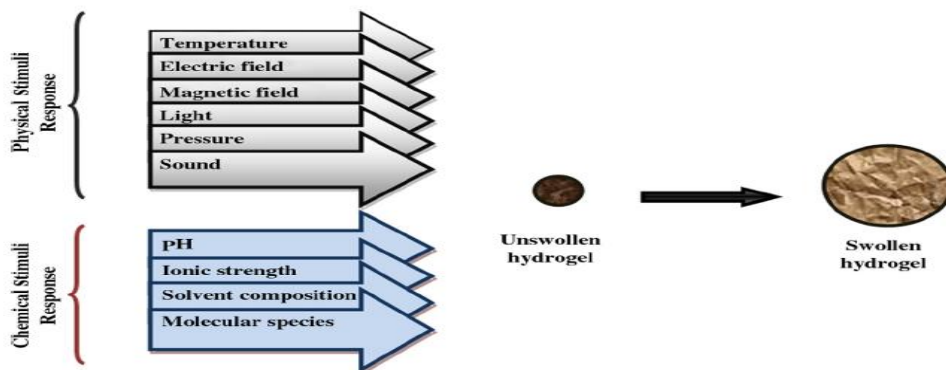 Physical Stimuli
Response
Temperature
Electric field
Magnetic field
Light
Pressure
Sound
Chemical Stimuli
Response
pH
Ionic strength
Solvent composition
Molecular species
Unswollen
hydrogel
Swollen
hydrogel